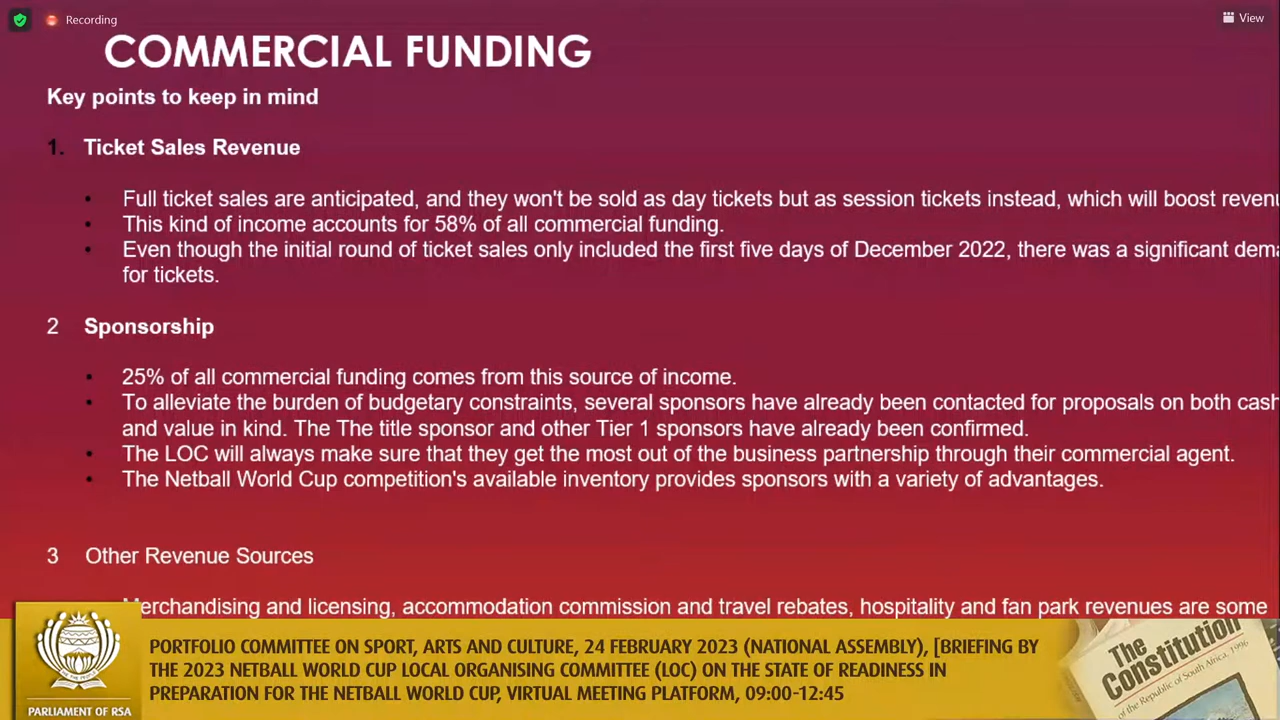 Recording
View
COMMERCIAL FUNDING
Key points to keep in mind
1. Ticket Sales Revenue
• Full ticket sales are anticipated, and they won't be sold as day tickets but as session tickets instead, which will boost
• This kind of income accounts for 58% of all commercial funding.
• Even though the initial round of ticket sales only included the first five days of December 2022, there was a significant
for tickets.
2 Sponsorship
• 25% of all commercial funding comes from this source of income.
• To alleviate the burden of budgetary constraints, several sponsors have already been contacted for proposals on both cash
and value in kind. The The title sponsor and other Tier 1 sponsors have already been confirmed.
• The LOC will always make sure that they get the most out of the business partnership through their commercial agent.
• The Netball World Cup competition's available inventory provides sponsors with a variety of advantages.
3 Other Revenue Sources
Merchandising and licensing, accommodation commission and travel rebates, hospitality and fan park revenues are some
PORTFOLIO COMMITTEE ON SPORT, ARTS AND CULTURE, 24 FEBRUARY 2023 (NATIONAL ASSEMBLY), [BRIEFING BY
THE 2023 NETBALL WORLD CUP LOCAL ORGANISING COMMITTEE (LOC) ON THE STATE OF READINESS IN
PREPARATION FOR THE NETBALL WORLD CUP, VIRTUAL MEETING PLATFORM, 09:00-12:45
PARLIAMENT OF RSA
The
Constitution
of the Republic of South Africa, 1996